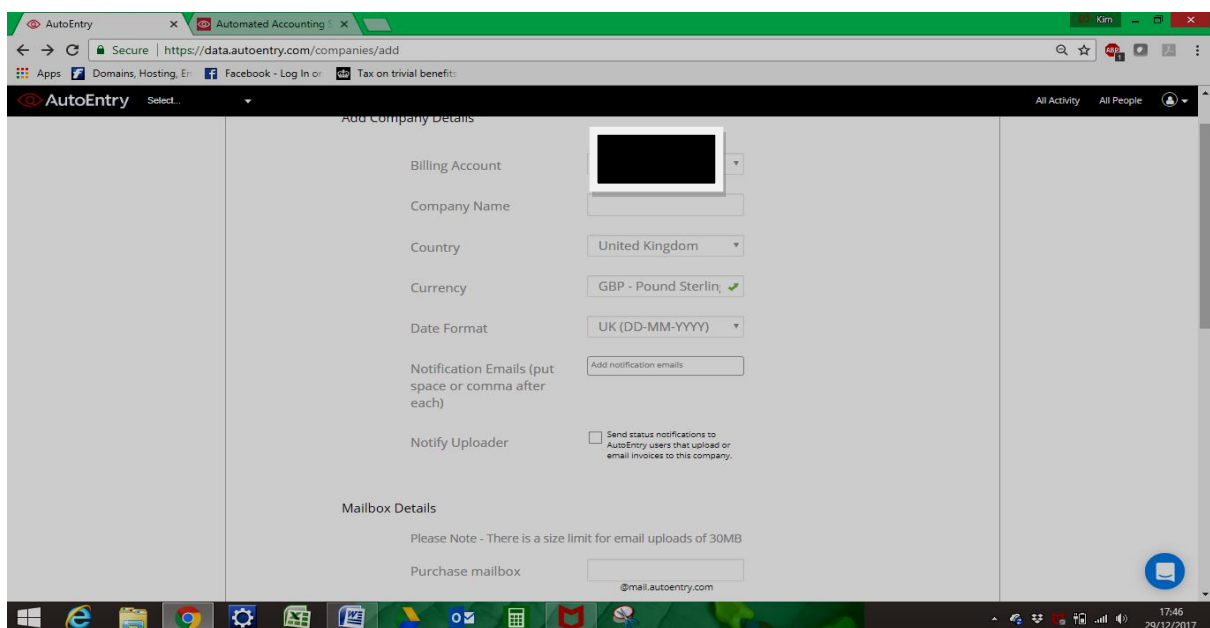 AutoEntry
Automated Accounting S
Kim
Secure | https://data.autoentry.com/companies/add
Apps Domains, Hosting, En Facebook - Log In or Tax on trivial benefits
AutoEntry Select... All Activity All People
Add Company Details
Billing Account
Company Name
Country United Kingdom
Currency GBP - Pound Sterling
Date Format UK (DD-MM-YYYY)
Notification Emails (put
space or comma after
each)
Add notification emails
Notify Uploader
Send status notifications to
AutoEntry users that upload or
email invoices to this company.
Mailbox Details
Please Note - There is a size limit for email uploads of 30MB
Purchase mailbox
@mail.autoentry.com
17:46
29/12/2017